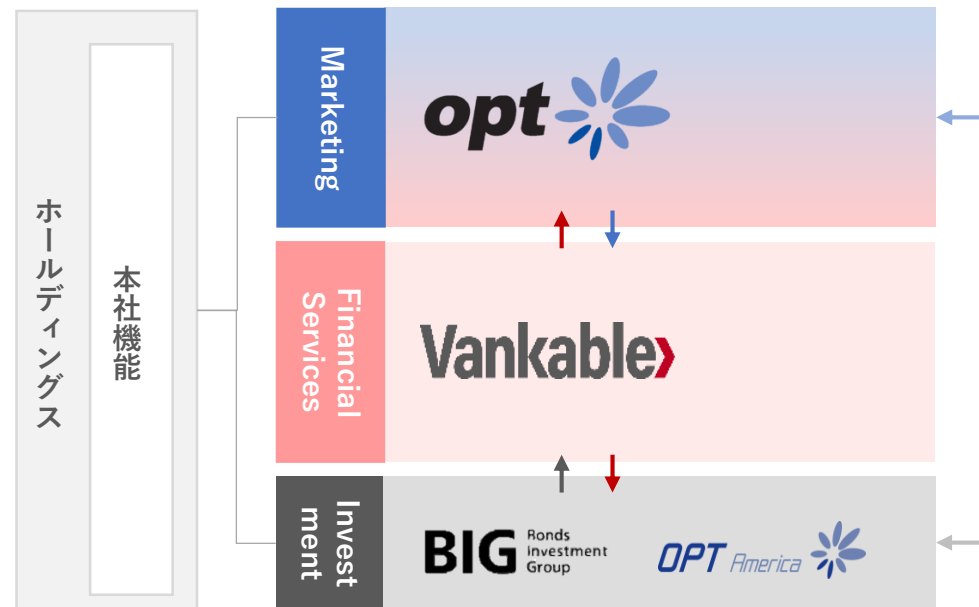 ホールディングス
本社機能
Marketing
opt
Financial
Services
Vankable
Invest
ment
BIG
Bonds
Investment
Group
OPT America